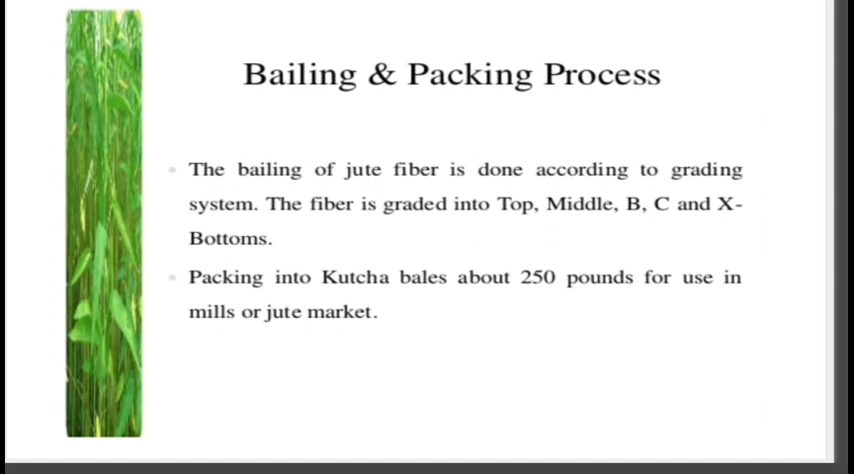 Bailing & Packing Process
The bailing of jute fiber is done according to grading
system. The fiber is graded into Top, Middle, B, C and X-
Bottoms.
Packing into Kutcha bales about 250 pounds for use in
mills or jute market.